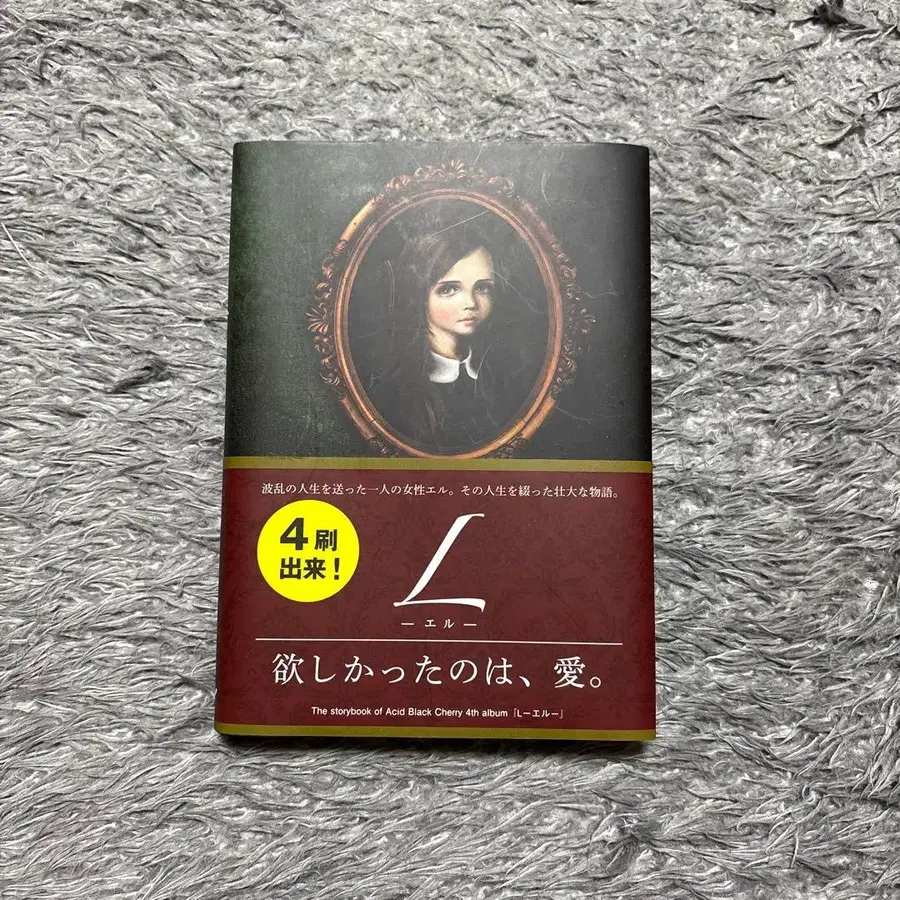 波乱の人生を送った一人の女性エル。その人生を綴った壮大な物語。
4刷
出来!
L
— エル —
欲しかったのは、愛。
The storybook of Acid Black Cherry 4th album「Lーエルー」